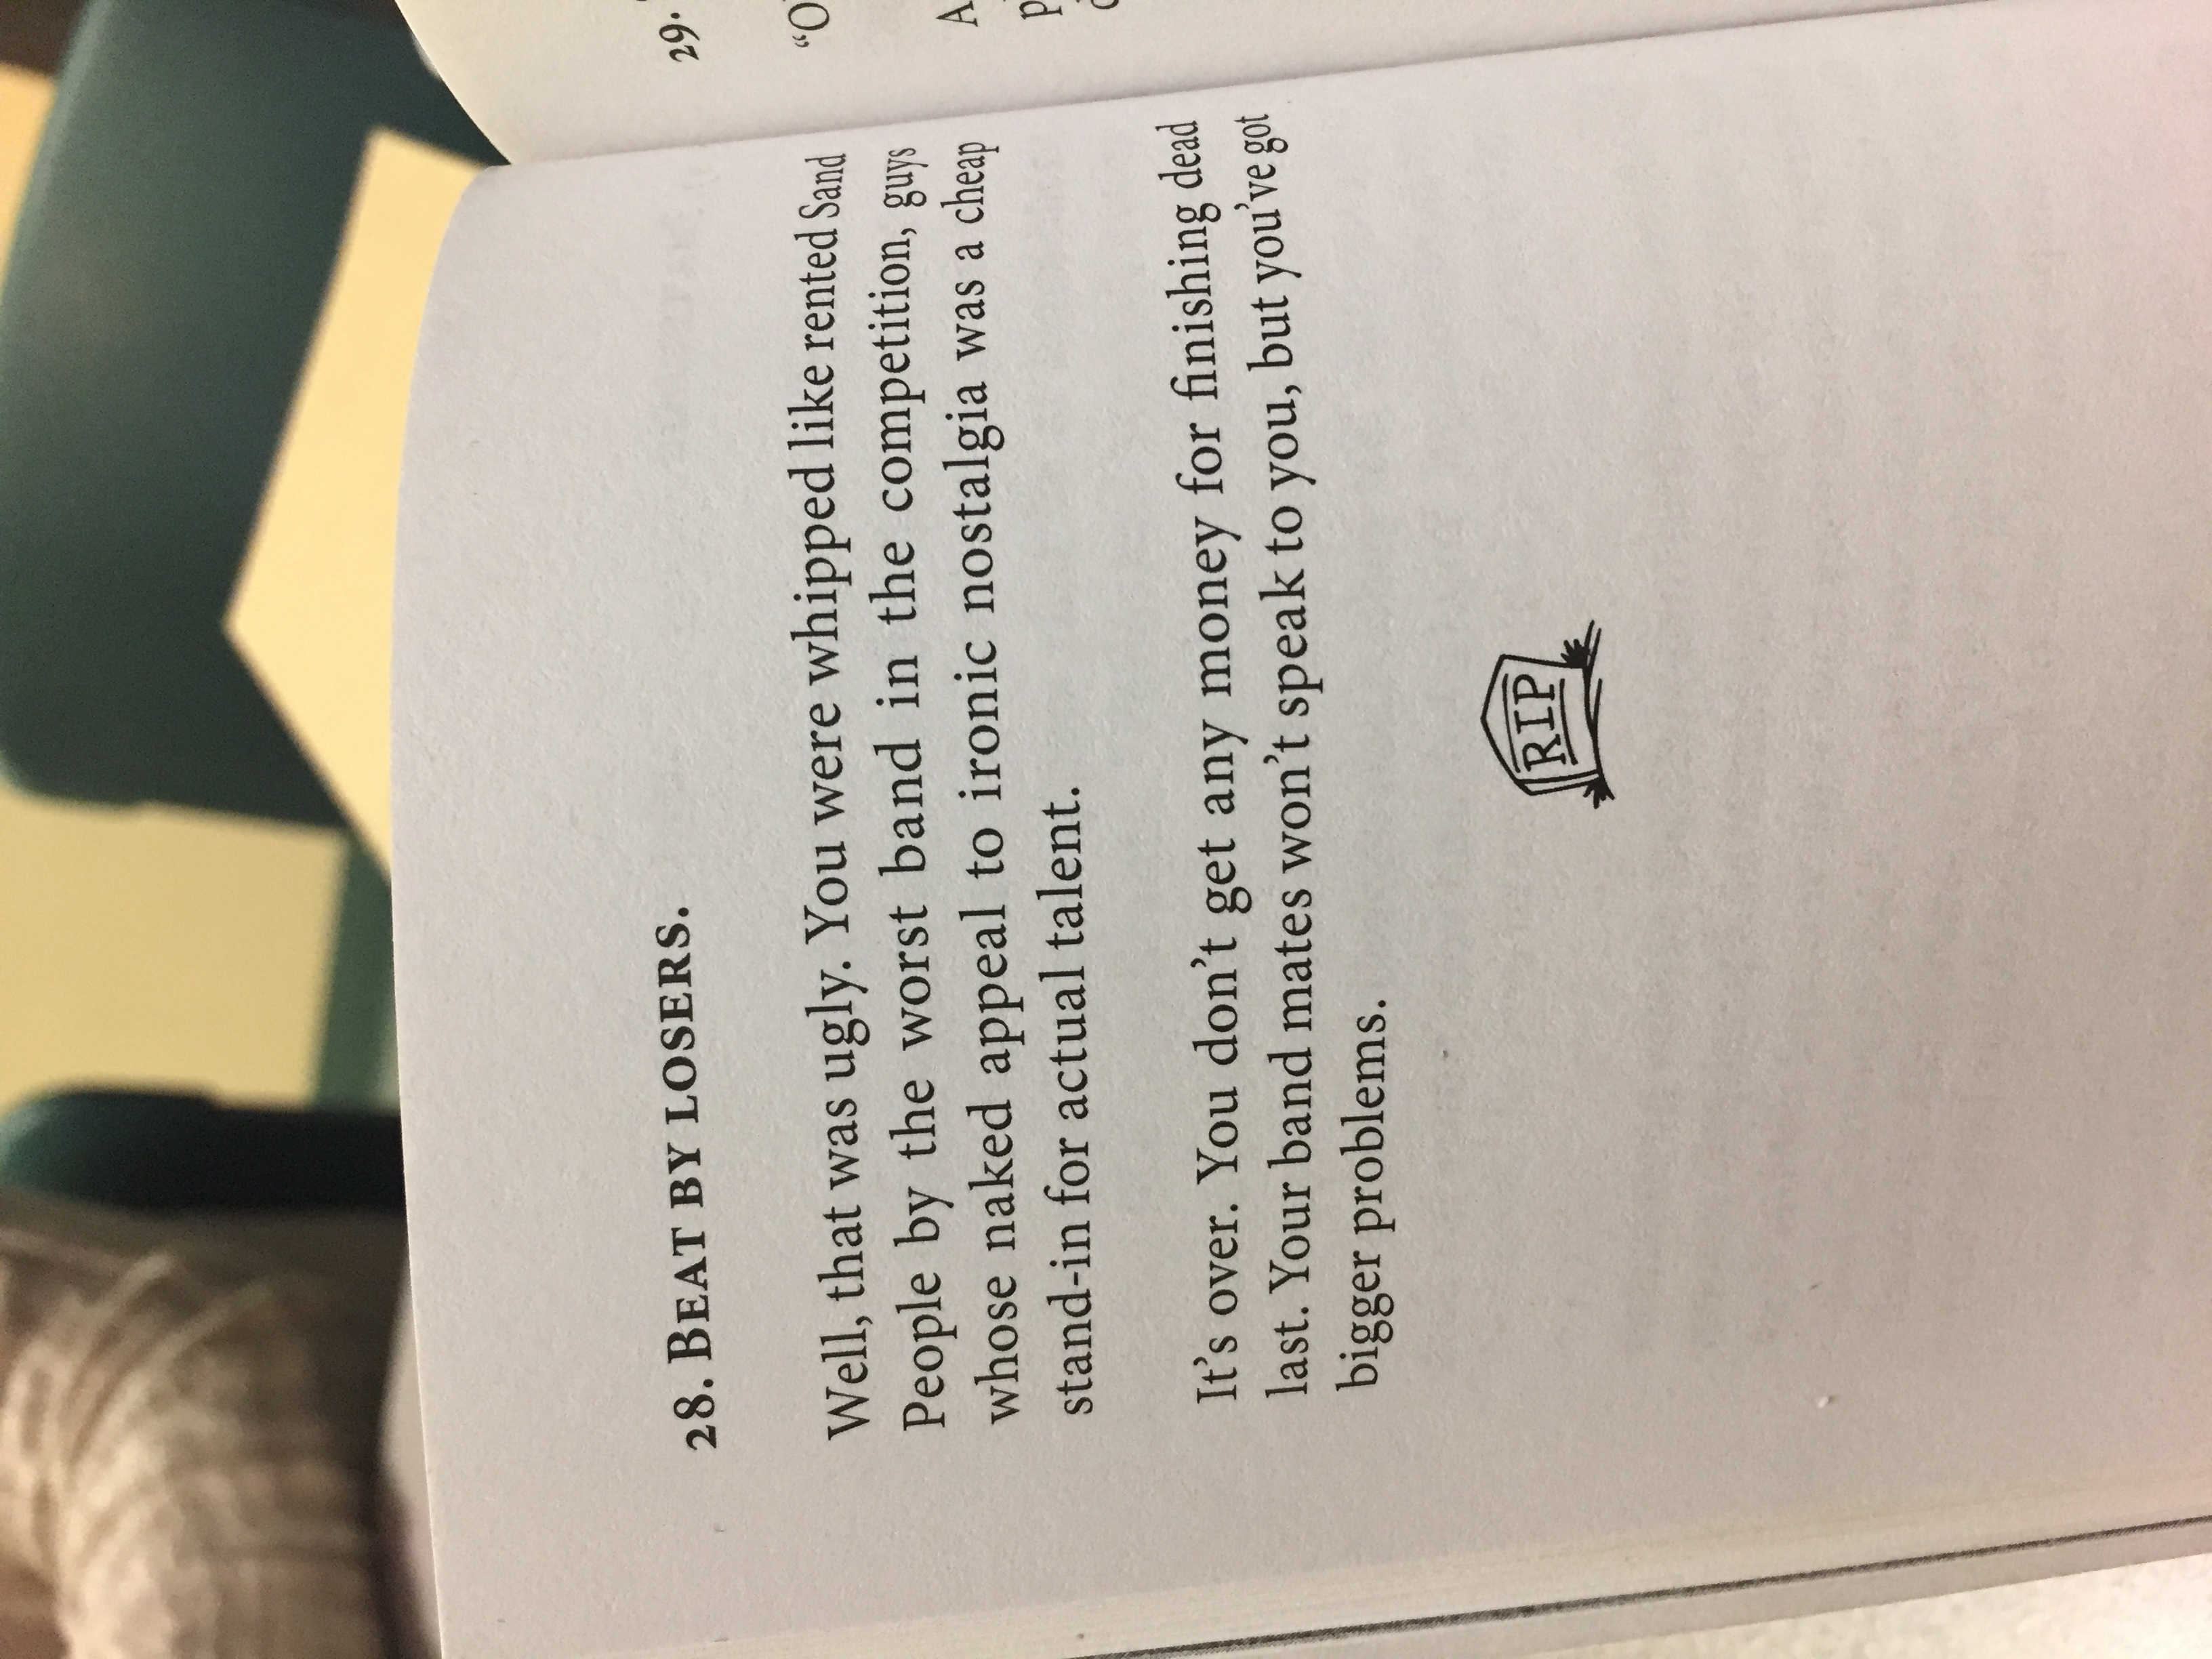 28. BEAT BY LOSERS.
Well, that was ugly. You were whipped like rented Sand
People by the worst band in the competition, guys
whose naked appeal to ironic nostalgia was a cheap
stand-in for actual talent.
It’s over. You don’t get any money for finishing dead
last. Your band mates won’t speak to you, but you’ve got
bigger problems.
RIP
29.